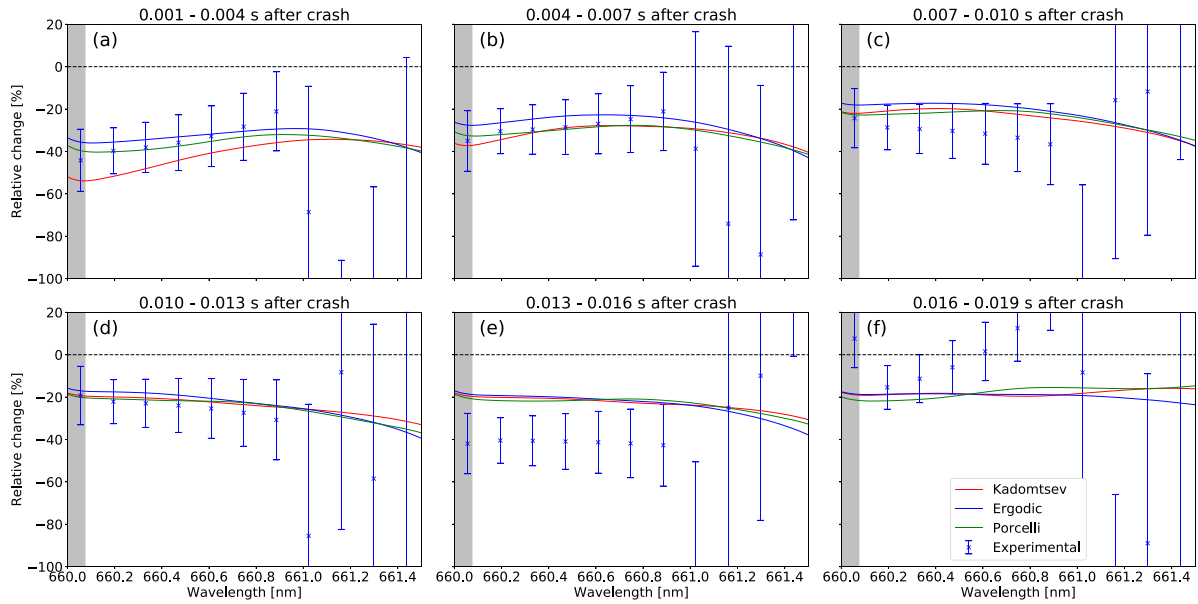 0.001 - 0.004 s after crash
0.004 - 0.007 s after crash
0.007 - 0.010 s after crash
20
0
−20
−40
−60
−80
−100
Relative change [%]
(a)
(b)
(c)
0.010 - 0.013 s after crash
0.013 - 0.016 s after crash
0.016 - 0.019 s after crash
20
0
−20
−40
−60
−80
−100
Relative change [%]
(d)
(e)
(f)
Kadomtsev
Ergodic
Porcelli
Experimental
660.0 660.2 660.4 660.6 660.8 661.0 661.2 661.4
660.0 660.2 660.4 660.6 660.8 661.0 661.2 661.4
660.0 660.2 660.4 660.6 660.8 661.0 661.2 661.4
Wavelength [nm]
Wavelength [nm]
Wavelength [nm]